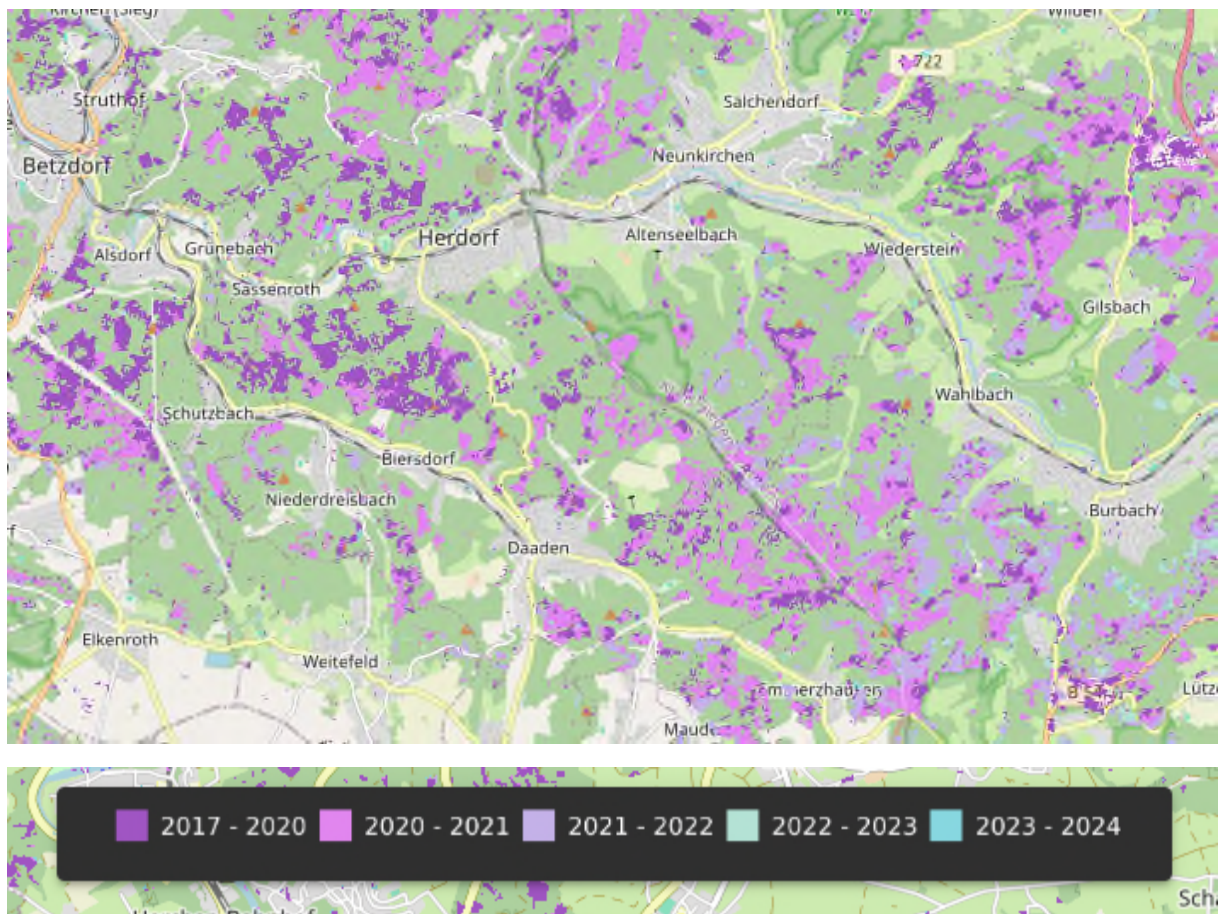 Kirchen (Sieg)
Wilden
722
Struthof
Salchendorf
Betzdorf
Neunkirchen
Herdorf
Altenseelbach
Alsdorf
Grünebach
Wiederstein
Sassenroth
Gilsbach
Wahlbach
Schutzbach
Biersdorf
Niederdreisbach
Burbach
Daaden
Elkenroth
Weitefeld
2017 - 2020
2020 - 2021
2021 - 2022
2022 - 2023
2023 - 2024